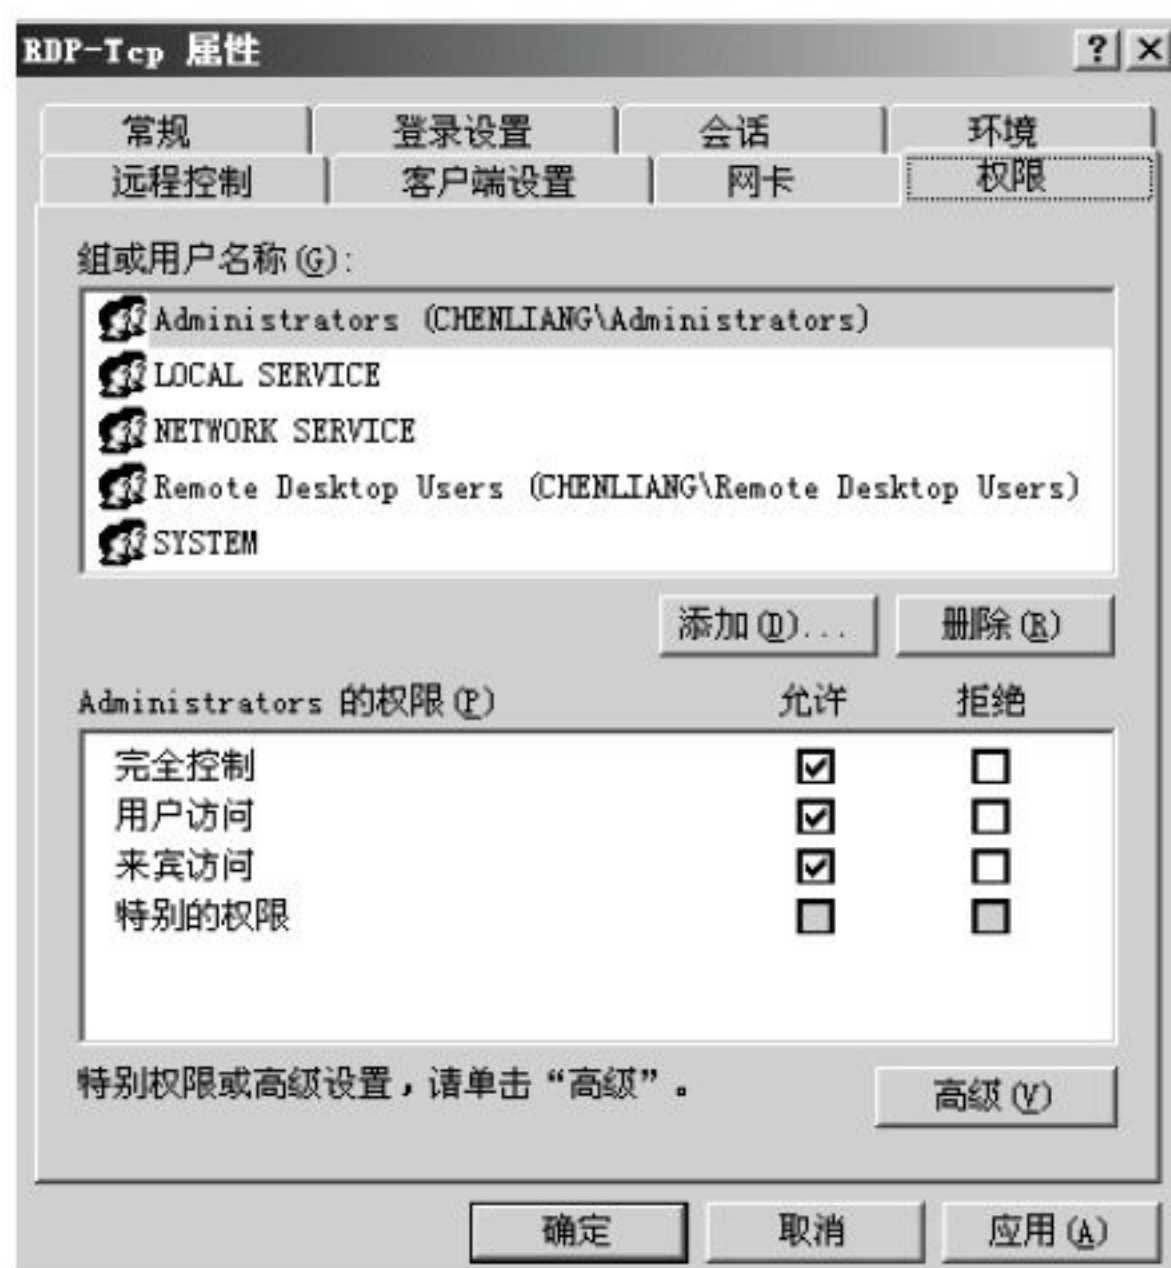 RDP-Tcp 属性
常规 登录设置 会话 环境
远程控制 客户端设置 网卡 权限
组或用户名称(G):
Administrators (CHENLIANG\Administrators)
LOCAL SERVICE
NETWORK SERVICE
Remote Desktop Users (CHENLIANG\Remote Desktop Users)
SYSTEM
添加(D)... 删除(R)
Administrators 的权限(P) 允许 拒绝
完全控制
用户访问
来宾访问
特别的权限
特别权限或高级设置，请单击“高级”。
高级(V)
确定 取消 应用(A)